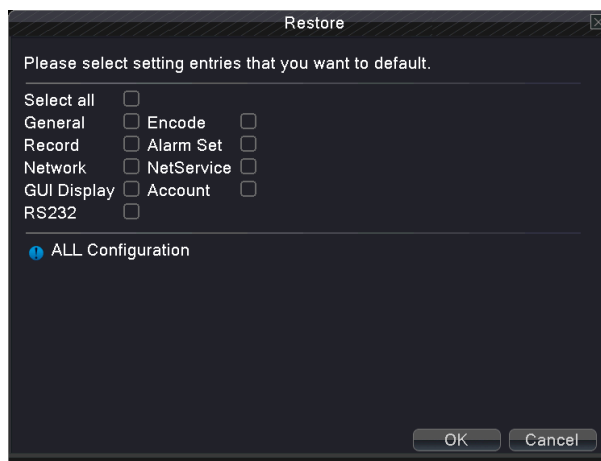 Restore
Please select setting entries that you want to default.
Select all
General Encode
Record Alarm Set
Network NetService
GUI Display Account
RS232
ALL Configuration
OK Cancel